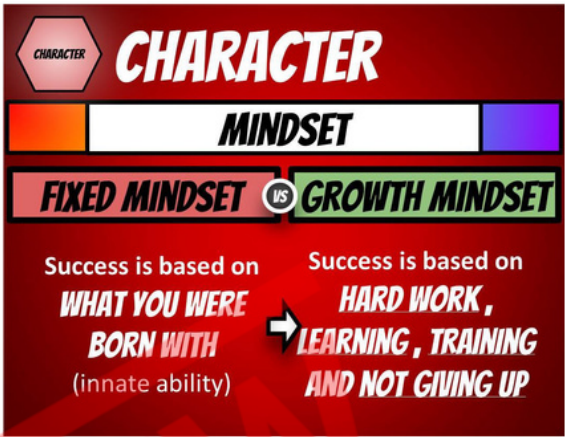 CHARACTER
CHARACTER
MINDSET
FIXED MINDSET
VS
GROWTH MINDSET
Success is based on
WHAT YOU WERE
BORN WITH
(innate ability)
Success is based on
HARD WORK ,
LEARNING , TRAINING
AND NOT GIVING UP